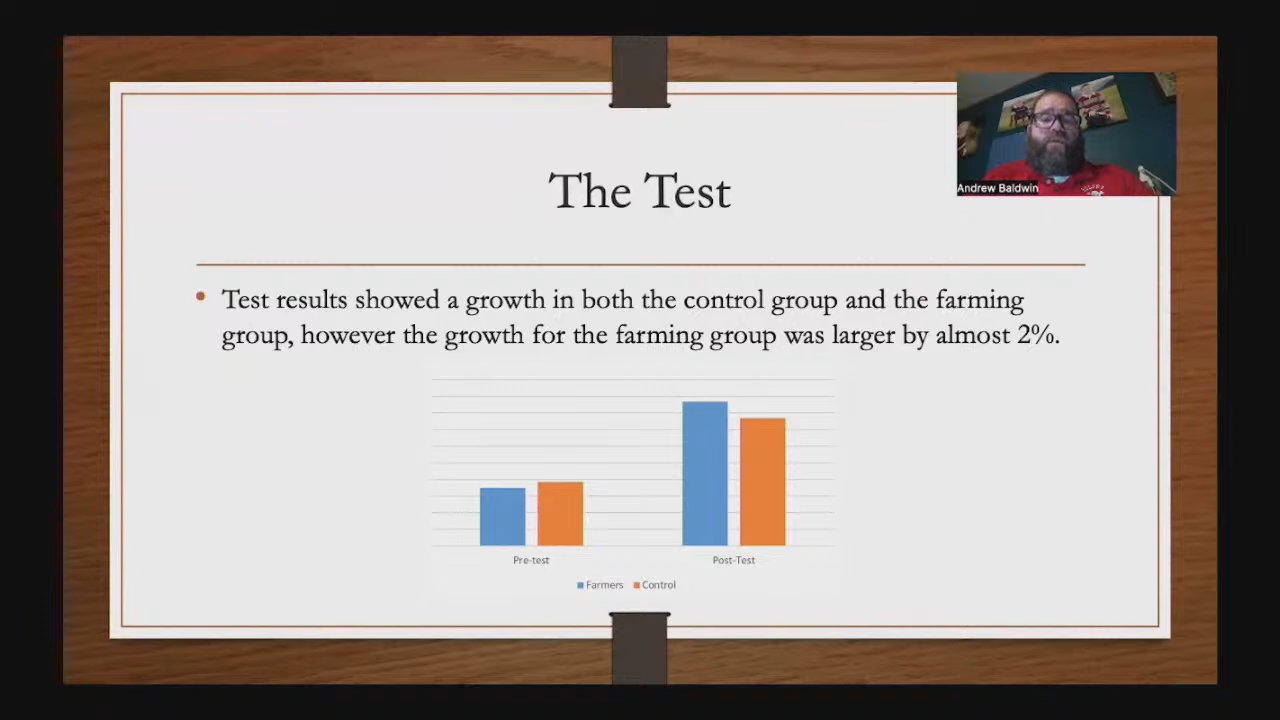 The Test
Andrew Baldwin
Test results showed a growth in both the control group and the farming
group, however the growth for the farming group was larger by almost 2%.
Pre-test
Post-Test
Farmers
Control